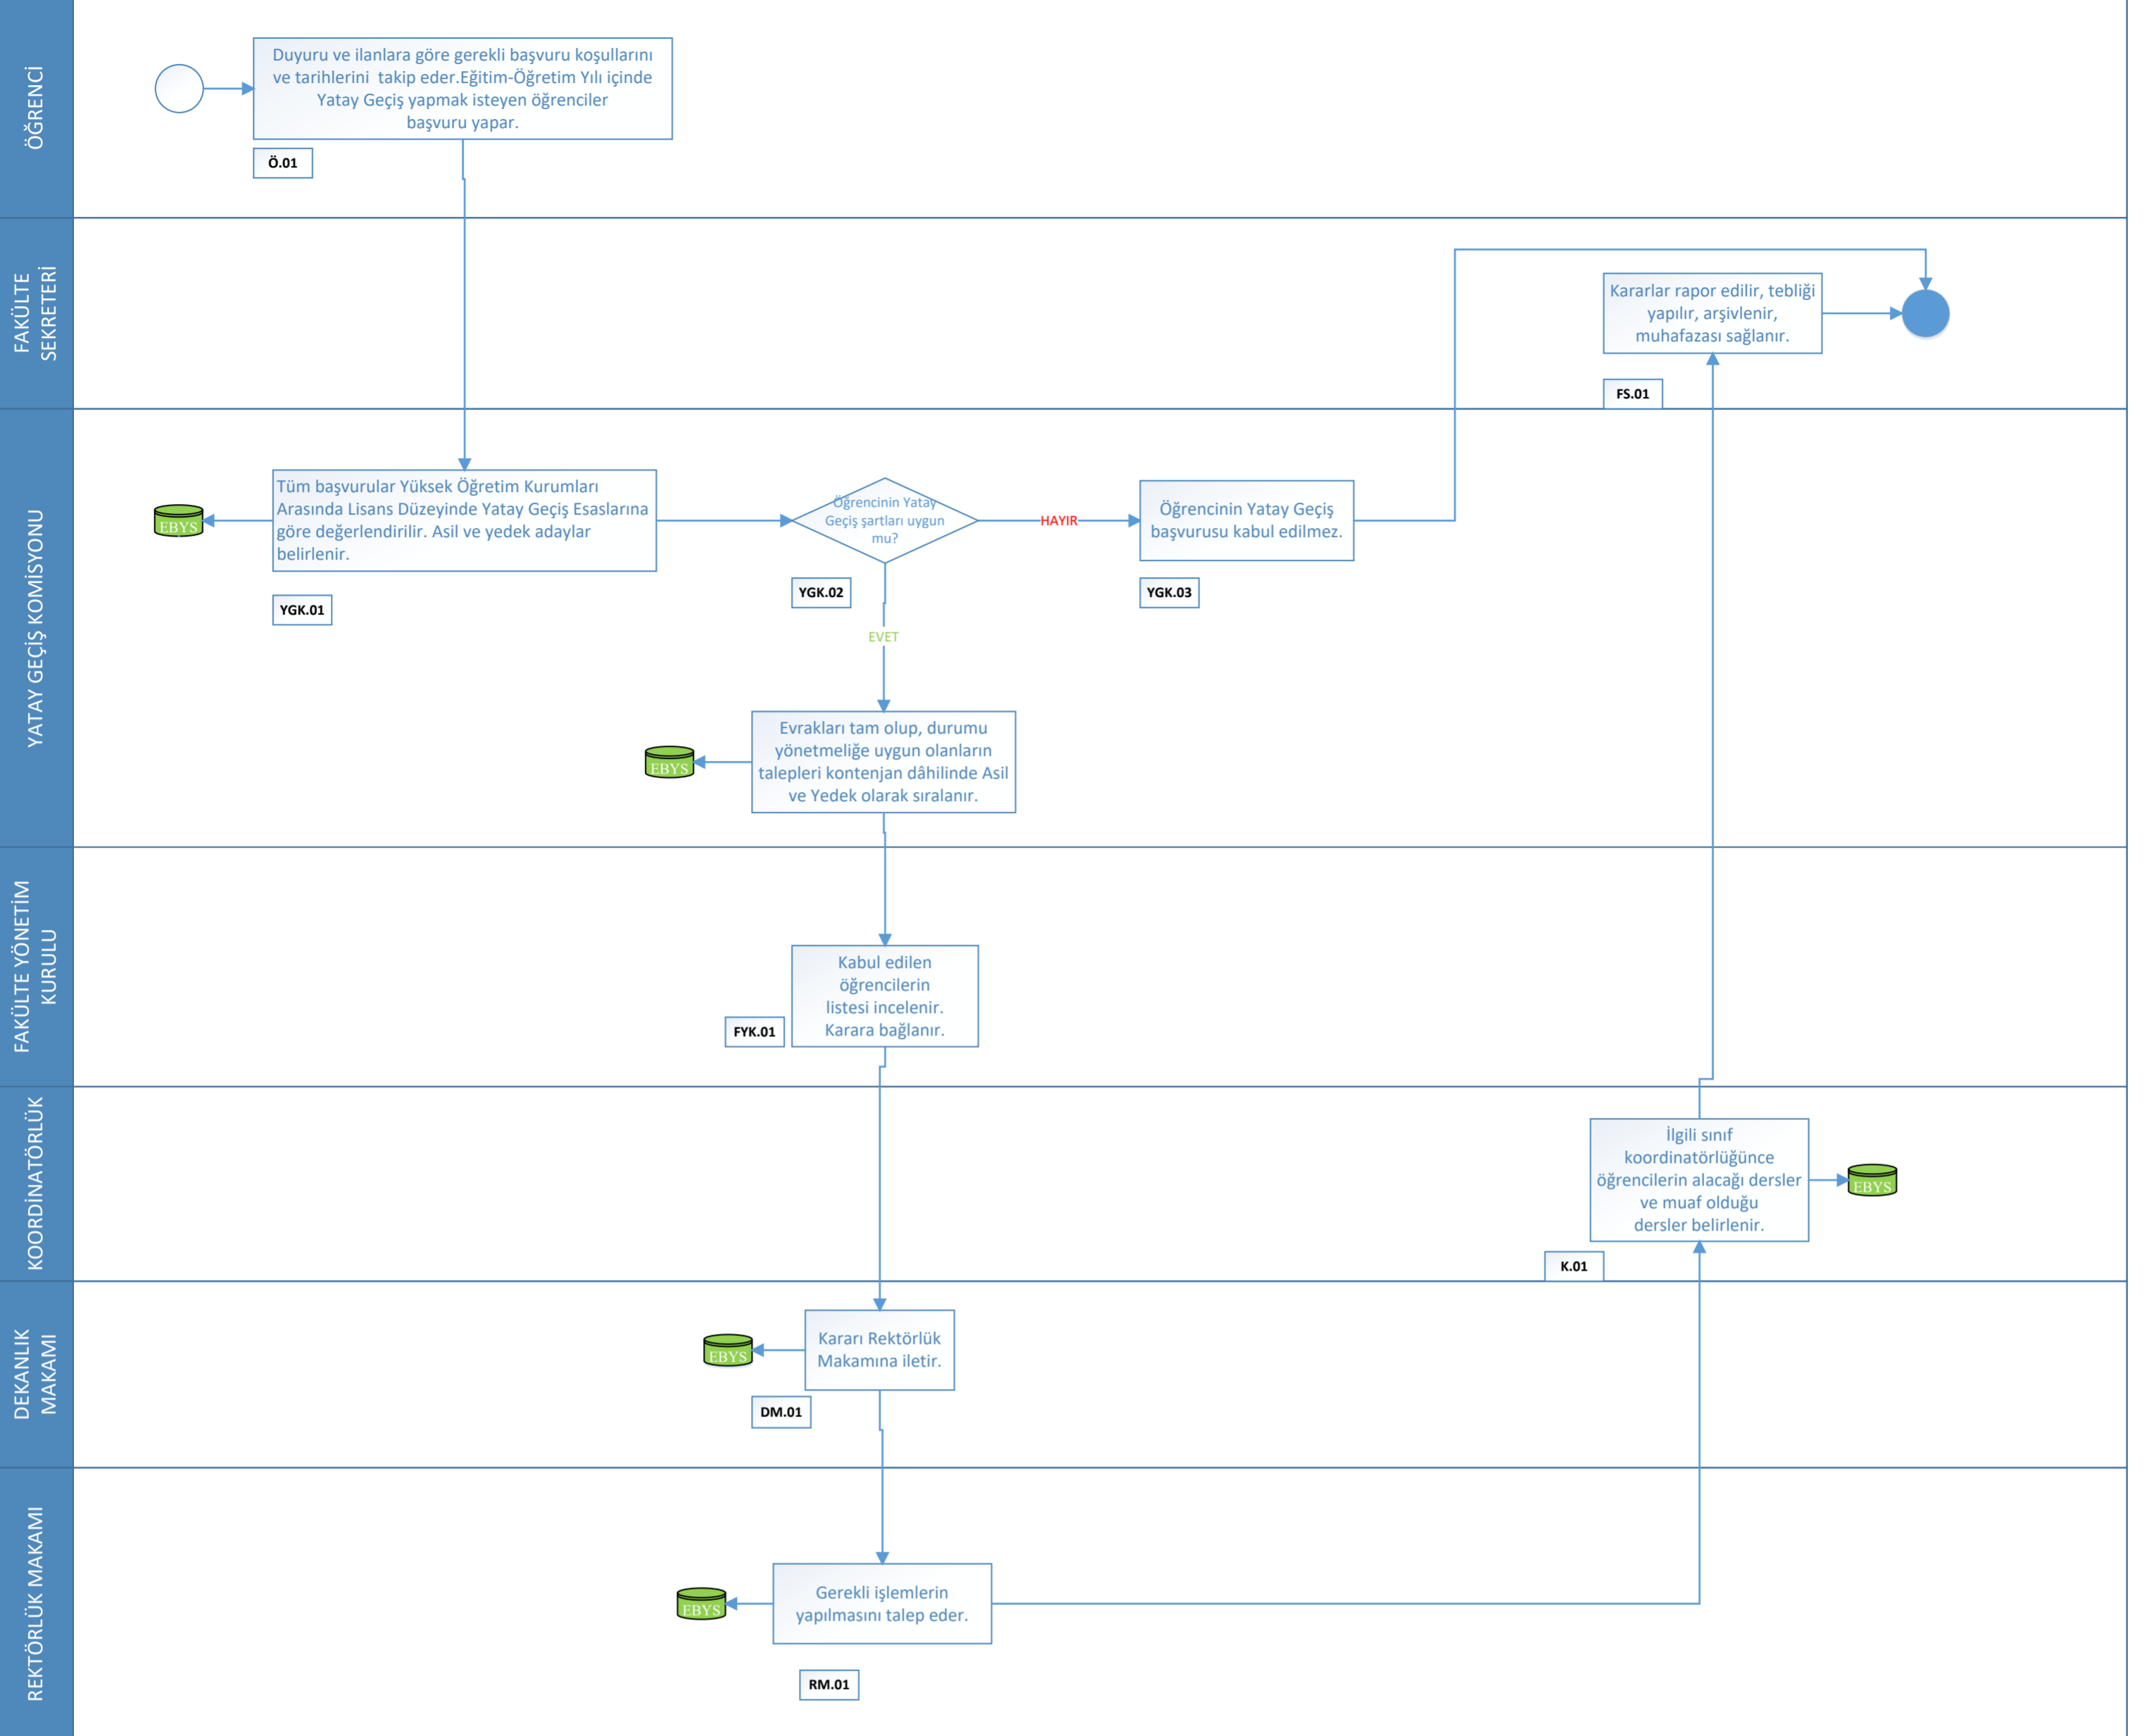 ÖĞRENCİ
Duyuru ve ilanlara göre gerekli başvuru koşullarını
ve tarihlerini  takip eder.Eğitim-Öğretim Yılı içinde
Yatay Geçiş yapmak isteyen öğrenciler
başvuru yapar.
Ö.01
FAKÜLTE
SEKRETERİ
Kararlar rapor edilir, tebliği
yapılır, arşivlenir,
muhafazası sağlanır.
FS.01
YATAY GEÇİŞ KOMİSYONU
EBYS
Tüm başvurular Yüksek Öğretim Kurumları
Arasında Lisans Düzeyinde Yatay Geçiş Esaslarına
göre değerlendirilir. Asil ve yedek adaylar
belirlenir.
YGK.01
Öğrencinin Yatay
Geçiş şartları uygun
mu?
YGK.02
HAYIR
Öğrencinin Yatay Geçiş
başvurusu kabul edilmez.
YGK.03
EVET
EBYS
Evrakları tam olup, durumu
yönetmeliğe uygun olanların
talepleri kontenjan dâhilinde Asil
ve Yedek olarak sıralanır.
FAKÜLTE YÖNETİM
KURULU
Kabul edilen
öğrencilerin
listesi incelenir.
Karara bağlanır.
FYK.01
KOORDİNATÖRLÜK
İlgili sınıf
koordinatörlüğünce
öğrencilerin alacağı dersler
ve muaf olduğu
dersler belirlenir.
EBYS
K.01
DEKANLIK
MAKAMI
EBYS
Kararı Rektörlük
Makamına iletir.
DM.01
REKTÖRLÜK MAKAMI
EBYS
Gerekli işlemlerin
yapılmasını talep eder.
RM.01